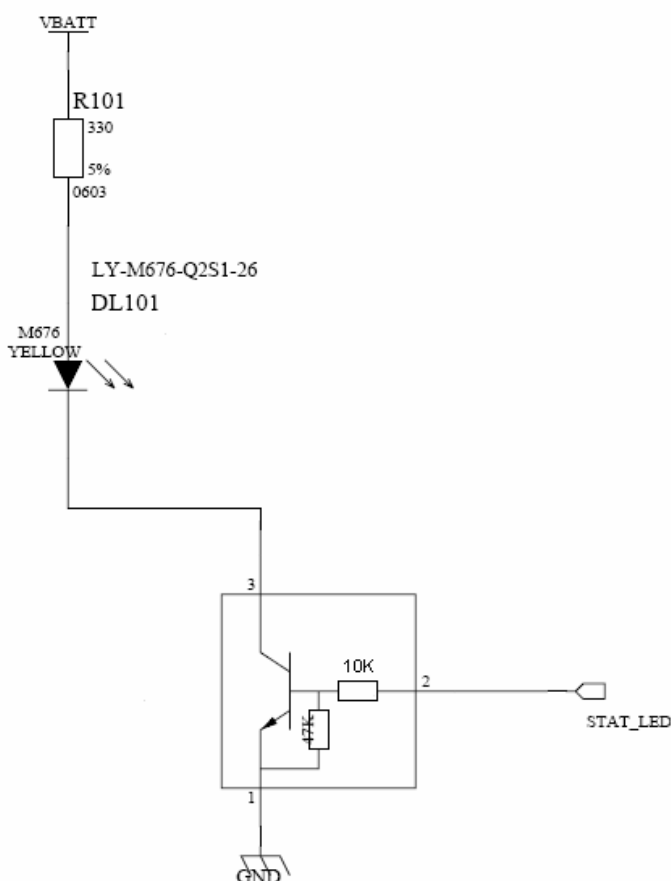 VBATT
R101
330
5%
0603
LY-M676-Q2S1-26
DL101
M676
YELLOW
3
10K
2
47K
STAT_LED
1
GND